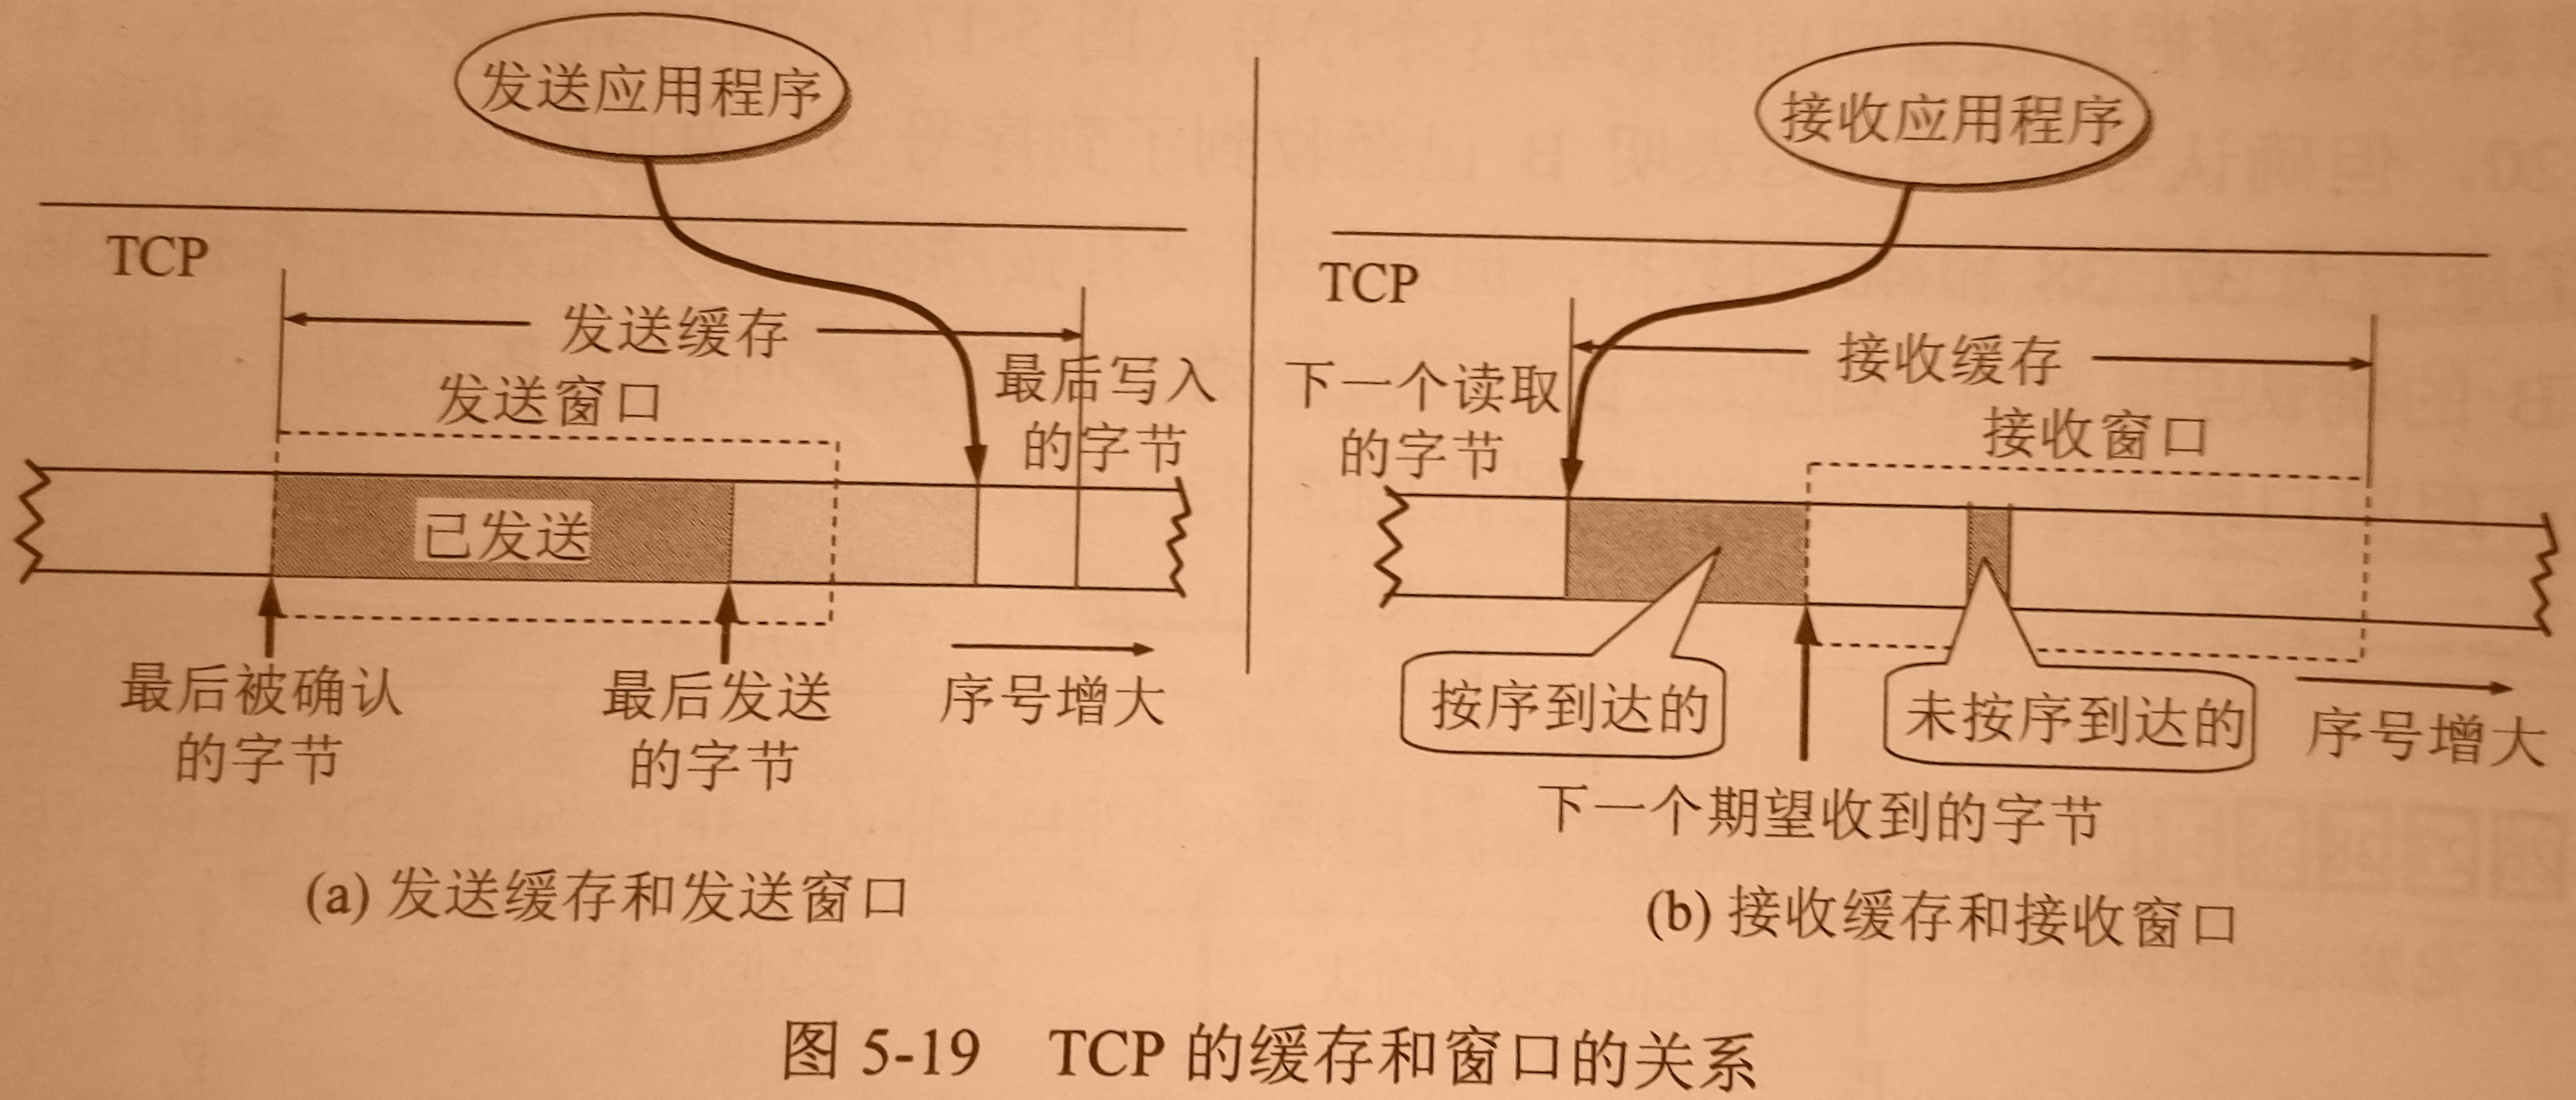 发送应用程序
TCP
发送缓存
发送窗口
最后写入
的字节
已发送
最后被确认
的字节
最后发送
的字节
序号增大
(a) 发送缓存和发送窗口
接收应用程序
TCP
接收缓存
下一个读取
的字节
接收窗口
按序到达的
未按序到达的
序号增大
下一个期望收到的字节
(b) 接收缓存和接收窗口
图 5-19 TCP 的缓存和窗口的关系